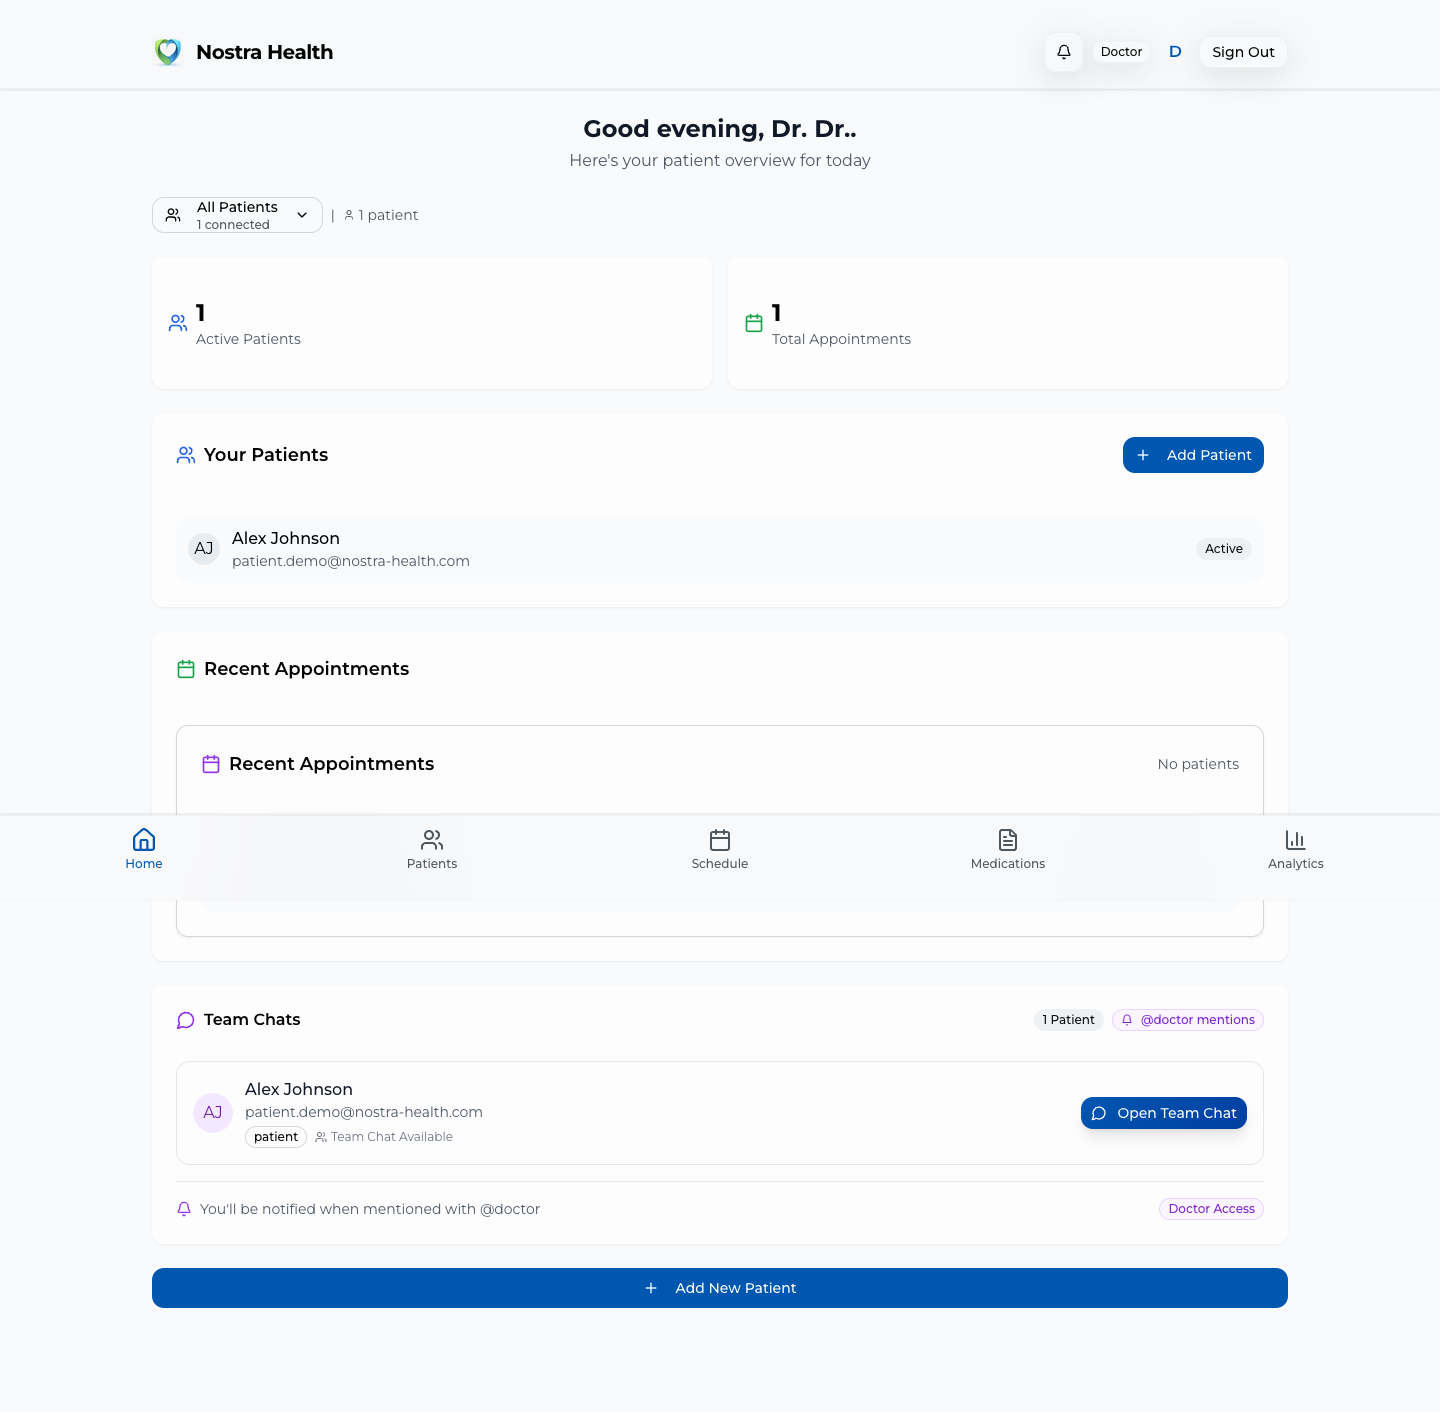 Nostra Health
Doctor
D
Sign Out
Good evening, Dr. Dr..
Here's your patient overview for today
All Patients
1 connected
|
1 patient
1
Active Patients
1
Total Appointments
Your Patients
Add Patient
AJ
Alex Johnson
patient.demo@nostra-health.com
Active
Recent Appointments
Recent Appointments
No patients
Home
Patients
Schedule
Medications
Analytics
Team Chats
1 Patient
@doctor mentions
AJ
Alex Johnson
patient.demo@nostra-health.com
patient
Team Chat Available
Open Team Chat
You'll be notified when mentioned with @doctor
Doctor Access
Add New Patient